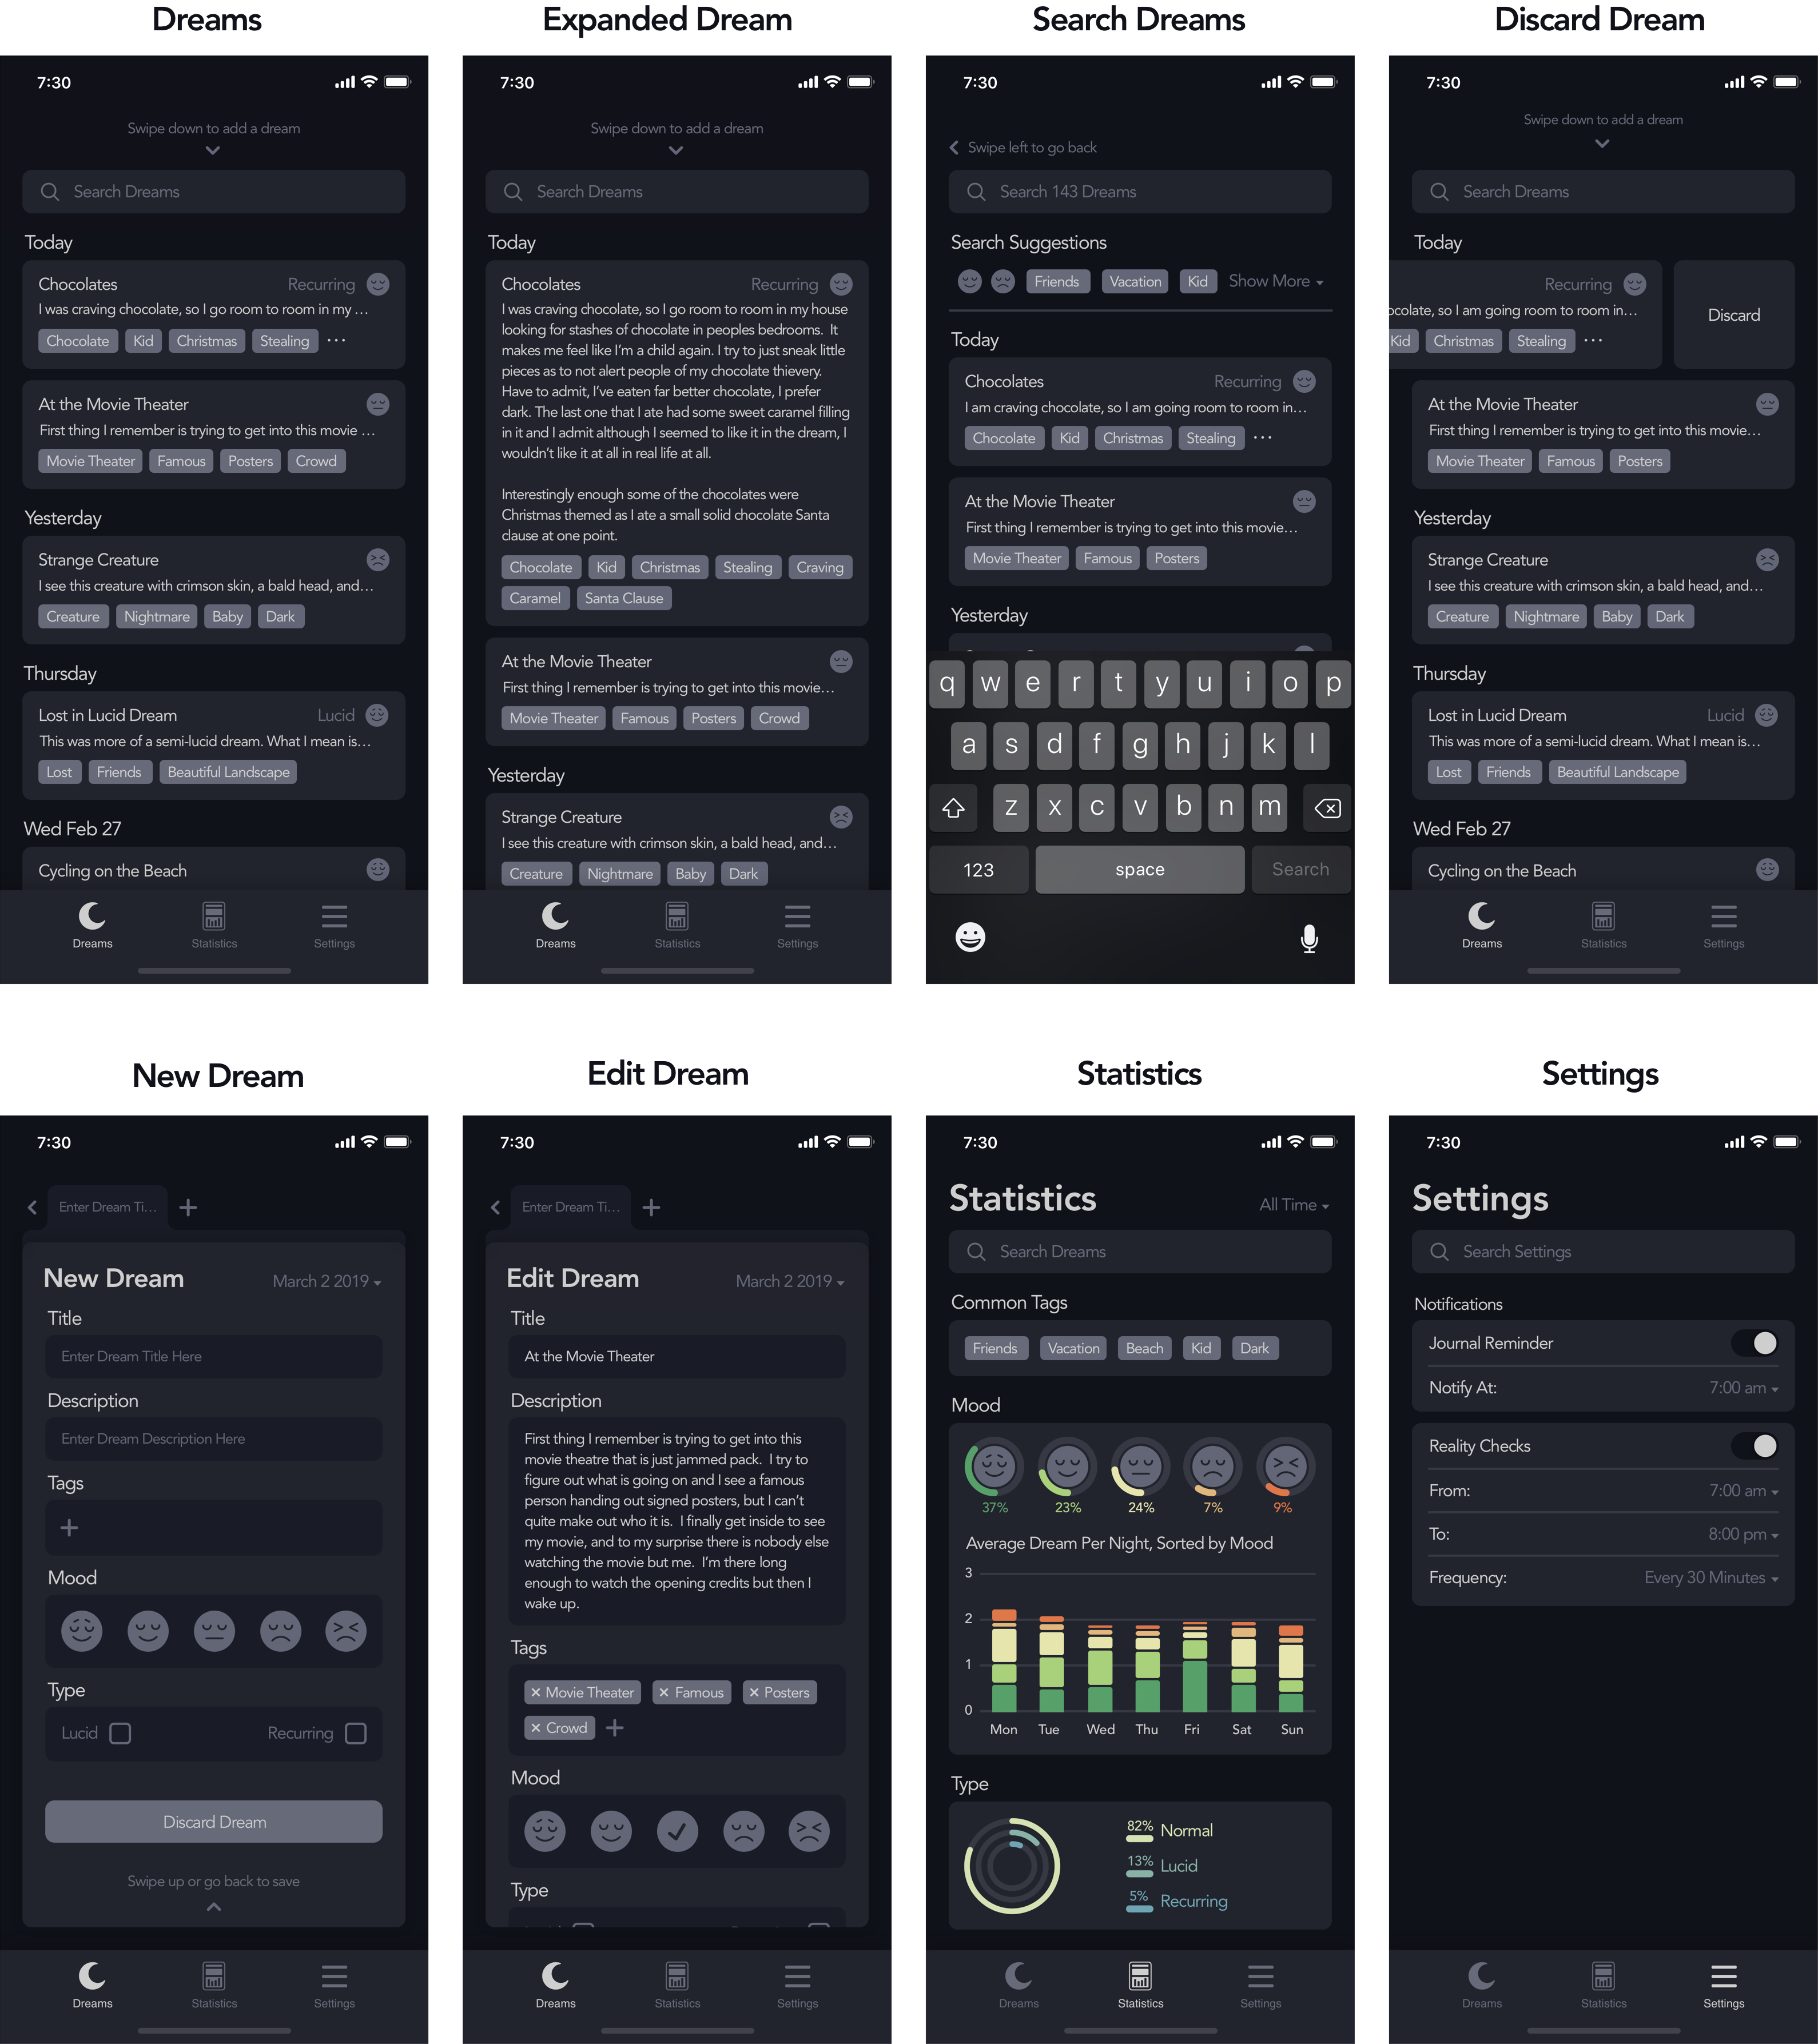 Dreams
7:30
Swipe down to add a dream
Search Dreams
Today
Chocolates Recurring
I was craving chocolate, so I go room to room in my ...
Chocolate Kid Christmas Stealing ...
At the Movie Theater
First thing I remember is trying to get into this movie ...
Movie Theater Famous Posters Crowd
Yesterday
Strange Creature
I see this creature with crimson skin, a bald head, and...
Creature Nightmare Baby Dark
Thursday
Lost in Lucid Dream Lucid
This was more of a semi-lucid dream. What I mean is...
Lost Friends Beautiful Landscape
Wed Feb 27
Cycling on the Beach
Dreams Statistics Settings
Expanded Dream
7:30
Swipe down to add a dream
Search Dreams
Today
Chocolates Recurring
I was craving chocolate, so I go room to room in my house
looking for stashes of chocolate in peoples bedrooms. It
makes me feel like I'm a child again. I try to just sneak little
pieces as to not alert people of my chocolate thievery.
Have to admit, I've eaten far better chocolate, I prefer
dark. The last one that I ate had some sweet caramel filling
in it and I admit although I seemed to like it in the dream, I
wouldn't like it at all in real life at all.
Interestingly enough some of the chocolates were
Christmas themed as I ate a small solid chocolate Santa
clause at one point.
Chocolate Kid Christmas Stealing Craving
Caramel Santa Clause
At the Movie Theater
First thing I remember is trying to get into this movie...
Movie Theater Famous Posters Crowd
Yesterday
Strange Creature
I see this creature with crimson skin, a bald head, and...
Creature Nightmare Baby Dark
Dreams Statistics Settings
Search Dreams
7:30
Swipe left to go back
Search 143 Dreams
Search Suggestions
Friends Vacation Kid Show More
Today
Chocolates Recurring
I am craving chocolate, so I am going room to room in...
Chocolate Kid Christmas Stealing ...
At the Movie Theater
First thing I remember is trying to get into this movie...
Movie Theater Famous Posters
Yesterday
q w e r t y u i o p
a s d f g h j k l
z x c v b n m
123 space Search
Discard Dream
7:30
Swipe down to add a dream
Search Dreams
Today
Recurring
ocolate, so I am going room to room in...
Kid Christmas Stealing ...
Discard
At the Movie Theater
First thing I remember is trying to get into this movie...
Movie Theater Famous Posters
Yesterday
Strange Creature
I see this creature with crimson skin, a bald head, and...
Creature Nightmare Baby Dark
Thursday
Lost in Lucid Dream Lucid
This was more of a semi-lucid dream. What I mean is...
Lost Friends Beautiful Landscape
Wed Feb 27
Cycling on the Beach
Dreams Statistics Settings
New Dream
7:30
Enter Dream Ti...
New Dream March 2 2019
Title
Enter Dream Title Here
Description
Enter Dream Description Here
Tags
Mood
Type
Lucid Recurring
Discard Dream
Swipe up or go back to save
Dreams Statistics Settings
Edit Dream
7:30
Enter Dream Ti...
Edit Dream March 2 2019
Title
At the Movie Theater
Description
First thing I remember is trying to get into this
movie theatre that is just jammed pack. I try to
figure out what is going on and I see a famous
person handing out signed posters, but I can't
quite make out who it is. I finally get inside to see
my movie, and to my surprise there is nobody else
watching the movie but me. I'm there long
enough to watch the opening credits but then I
wake up.
Tags
× Movie Theater × Famous × Posters
× Crowd
Mood
Type
Dreams Statistics Settings
Statistics
7:30
Statistics All Time
Search Dreams
Common Tags
Friends Vacation Beach Kid Dark
Mood
37% 23% 24% 7% 9%
Average Dream Per Night, Sorted by Mood
3
2
1
0
Mon Tue Wed Thu Fri Sat Sun
Type
82% Normal
13% Lucid
5% Recurring
Dreams Statistics Settings
Settings
7:30
Settings
Search Settings
Notifications
Journal Reminder
Notify At: 7:00 am
Reality Checks
From: 7:00 am
To: 8:00 pm
Frequency: Every 30 Minutes
Dreams Statistics Settings